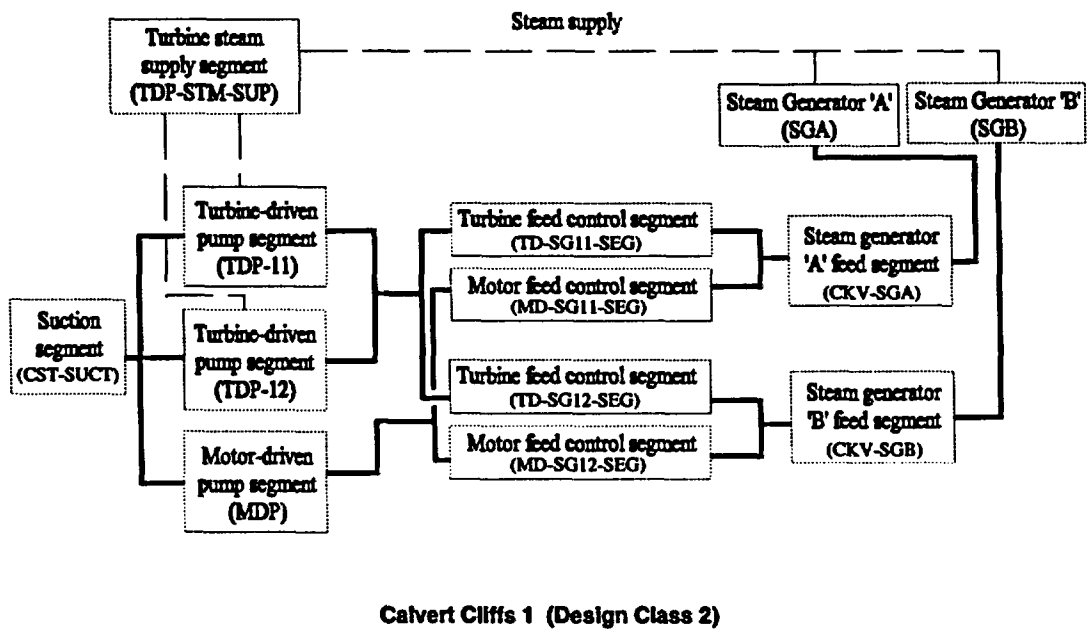 Steam supply
Turbine steam
supply segment
(TDP-STM-SUP)
Steam Generator 'A'
(SGA)
Steam Generator 'B'
(SGB)
Turbine-driven
pump segment
(TDP-11)
Turbine feed control segment
(TD-SG11-SEG)
Motor feed control segment
(MD-SG11-SEG)
Steam generator
'A' feed segment
(CKV-SGA)
Suction
segment
(CST-SUCT)
Turbine-driven
pump segment
(TDP-12)
Turbine feed control segment
(TD-SG12-SEG)
Motor feed control segment
(MD-SG12-SEG)
Steam generator
'B' feed segment
(CKV-SGB)
Motor-driven
pump segment
(MDP)
Calvert Cliffs 1 (Design Class 2)